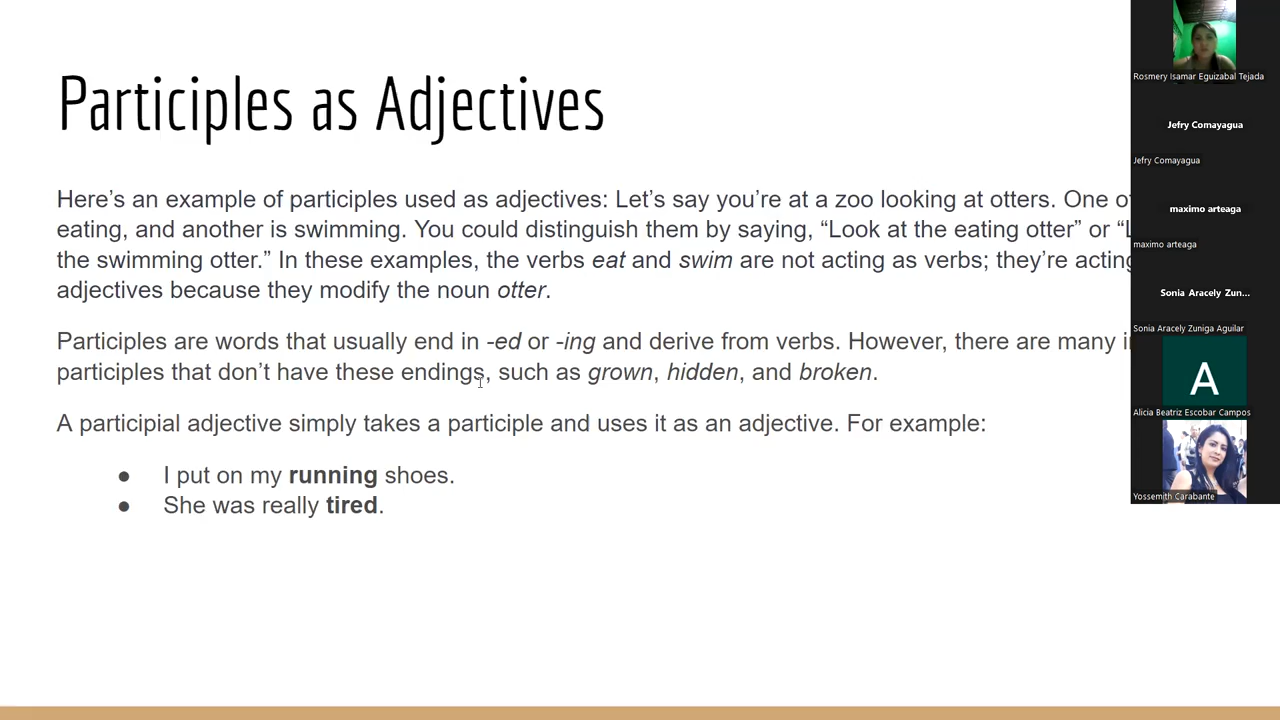 Participles as Adjectives
Here’s an example of participles used as adjectives: Let’s say you’re at a zoo looking at otters. One
eating, and another is swimming. You could distinguish them by saying, “Look at the eating otter” or
the swimming otter.” In these examples, the verbs eat and swim are not acting as verbs; they’re
adjectives because they modify the noun otter.
Participles are words that usually end in -ed or -ing and derive from verbs. However, there are many
participles that don’t have these endings, such as grown, hidden, and broken.
A participial adjective simply takes a participle and uses it as an adjective. For example:
● I put on my running shoes.
● She was really tired.
Rosmery Isamar Eguizabal Tejada
Jefry Comayagua
Jefry Comayagua
maximo arteaga
maximo arteaga
Sonia Aracely Zun...
Sonia Aracely Zuniga Aguilar
A
Alicia Beatriz Escobar Campos
Yossemith Carabante